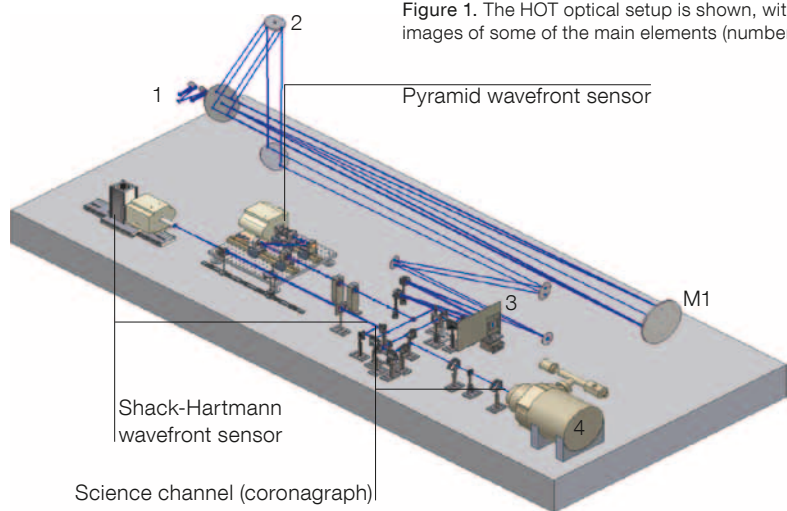 Figure 1. The HOT optical setup is shown, wit
images of some of the main elements (number
2
1
Pyramid wavefront sensor
M1
3
Shack-Hartmann
wavefront sensor
4
Science channel (coronagraph)